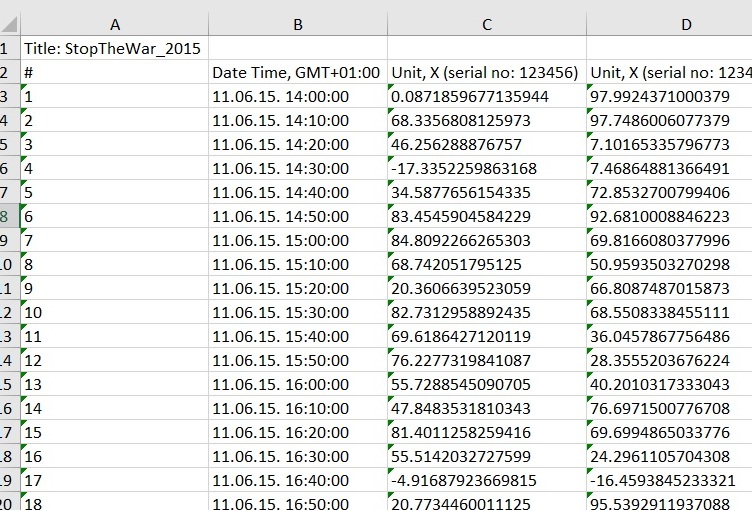 A B C D
1 Title: StopTheWar_2015
2 # Date Time, GMT+01:00 Unit, X (serial no: 123456) Unit, X (serial no: 1234
3 1 11.06.15. 14:00:00 0.0871859677135944 97.9924371000379
4 2 11.06.15. 14:10:00 68.3356808125973 97.7486006077379
5 3 11.06.15. 14:20:00 46.256288876757 7.10165335796773
6 4 11.06.15. 14:30:00 -17.3352259863168 7.46864881366491
7 5 11.06.15. 14:40:00 34.5877656154335 72.8532700799406
8 6 11.06.15. 14:50:00 83.4545904584229 92.6810008846223
9 7 11.06.15. 15:00:00 84.8092266265303 69.8166080377996
10 8 11.06.15. 15:10:00 68.742051795125 50.9593503270298
11 9 11.06.15. 15:20:00 20.3606639523059 66.8087487015873
12 10 11.06.15. 15:30:00 82.7312958892435 68.5508338455111
13 11 11.06.15. 15:40:00 69.6186427120119 36.0457867756486
14 12 11.06.15. 15:50:00 76.2277319841087 28.3555203676224
15 13 11.06.15. 16:00:00 55.7288545090705 40.2010317333043
16 14 11.06.15. 16:10:00 47.8483531810343 76.6971500776708
17 15 11.06.15. 16:20:00 81.4011258259416 69.6994865033776
18 16 11.06.15. 16:30:00 55.5142032727599 24.2961105704308
19 17 11.06.15. 16:40:00 -4.91687923669815 -16.4593845233321
20 18 11.06.15. 16:50:00 20.7734460011125 95.5392911937088